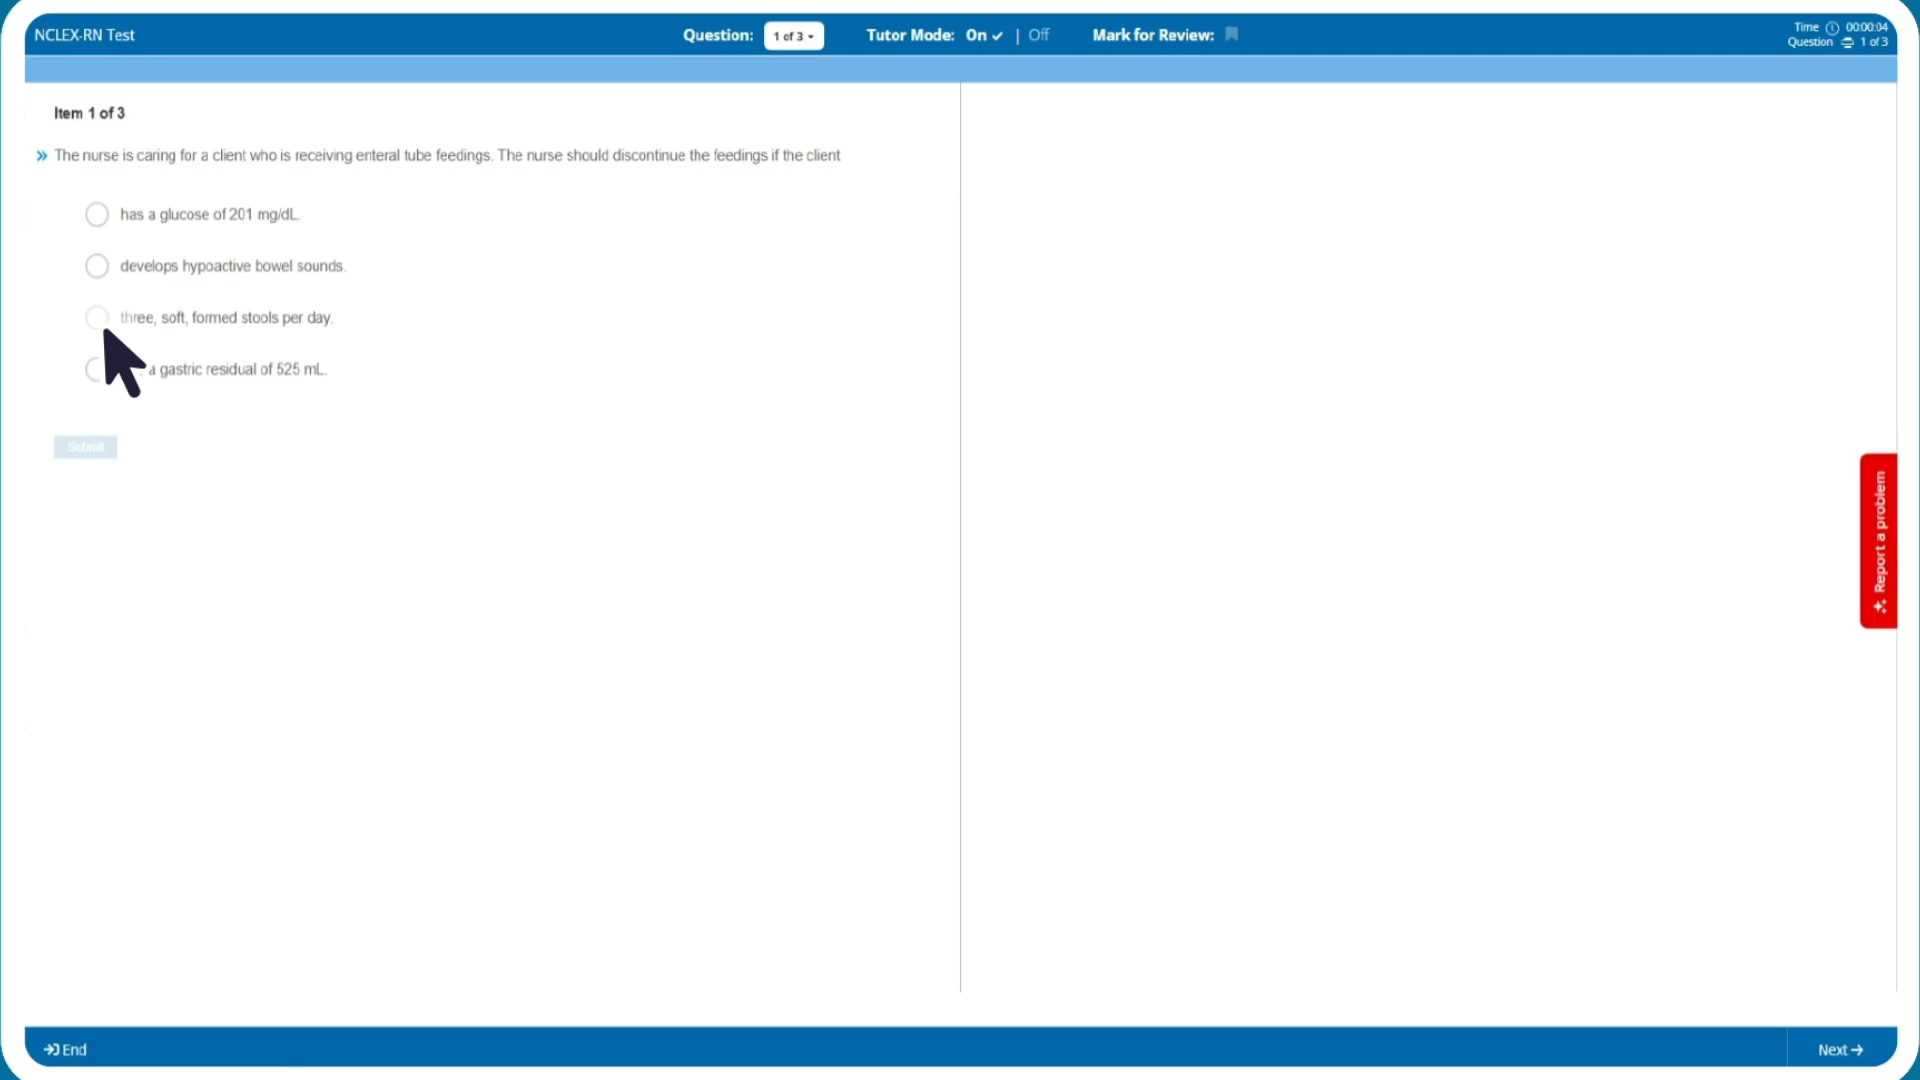 NCLEX-RN Test
Question: 1 of 3
Tutor Mode: On | Off
Mark for Review:
Time 00:00:04
Question 1 of 3
Item 1 of 3
The nurse is caring for a client who is receiving enteral tube feedings. The nurse should discontinue the feedings if the client
has a glucose of 201 mg/dL.
develops hypoactive bowel sounds.
three, soft, formed stools per day.
a gastric residual of 525 mL.
Submit
Report a problem
End
Next